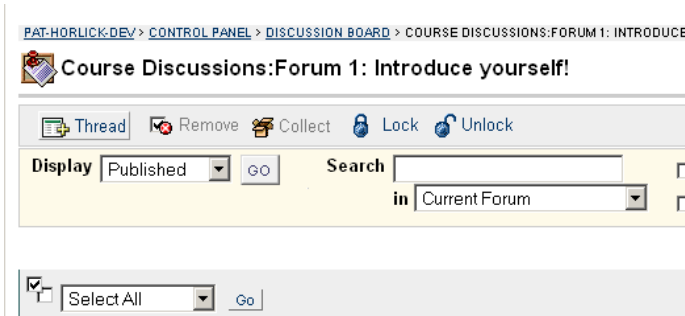 PAT-HORLICK-DEV > CONTROL PANEL > DISCUSSION BOARD > COURSE DISCUSSIONS:FORUM 1: INTRODUCE
Course Discussions:Forum 1: Introduce yourself!
Thread Remove Collect Lock Unlock
Display Published GO Search
in Current Forum
Select All Go